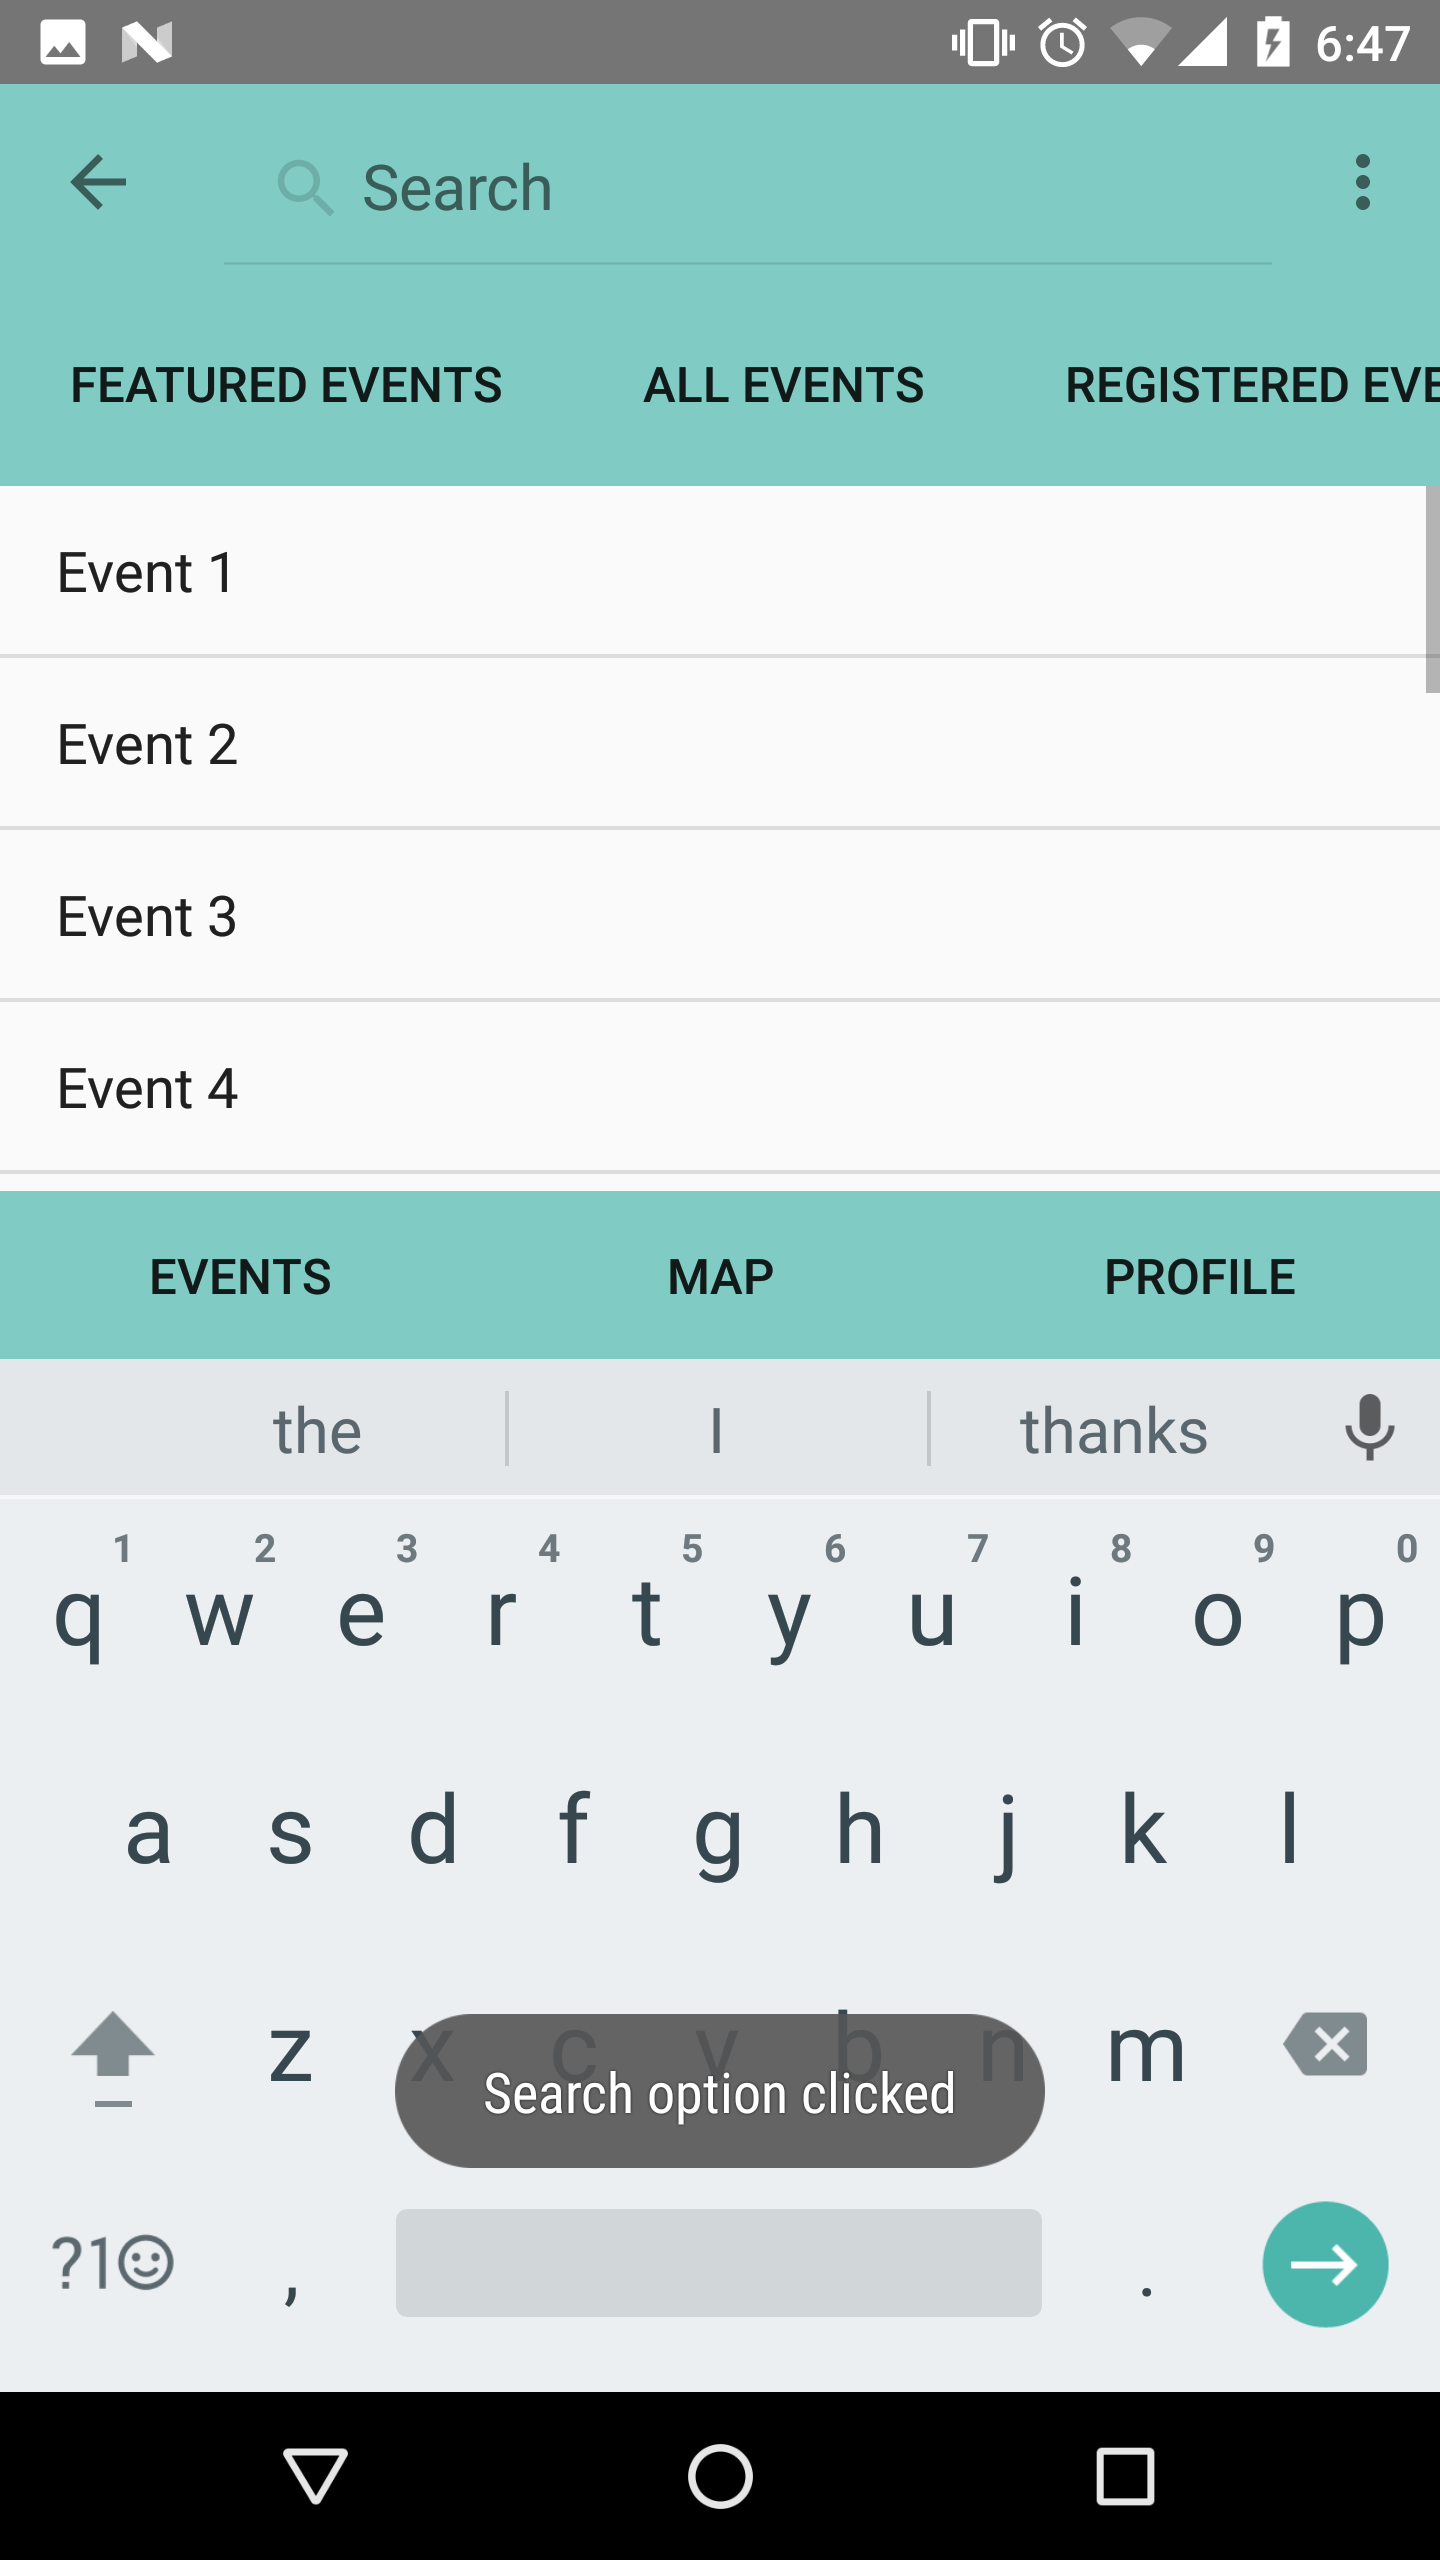 6:47
Search
FEATURED EVENTS ALL EVENTS REGISTERED EVE
Event 1
Event 2
Event 3
Event 4
EVENTS MAP PROFILE
the I thanks
1 2 3 4 5 6 7 8 9 0
q w e r t y u i o p
a s d f g h j k l
z x c v b n m
Search option clicked
?1 , .